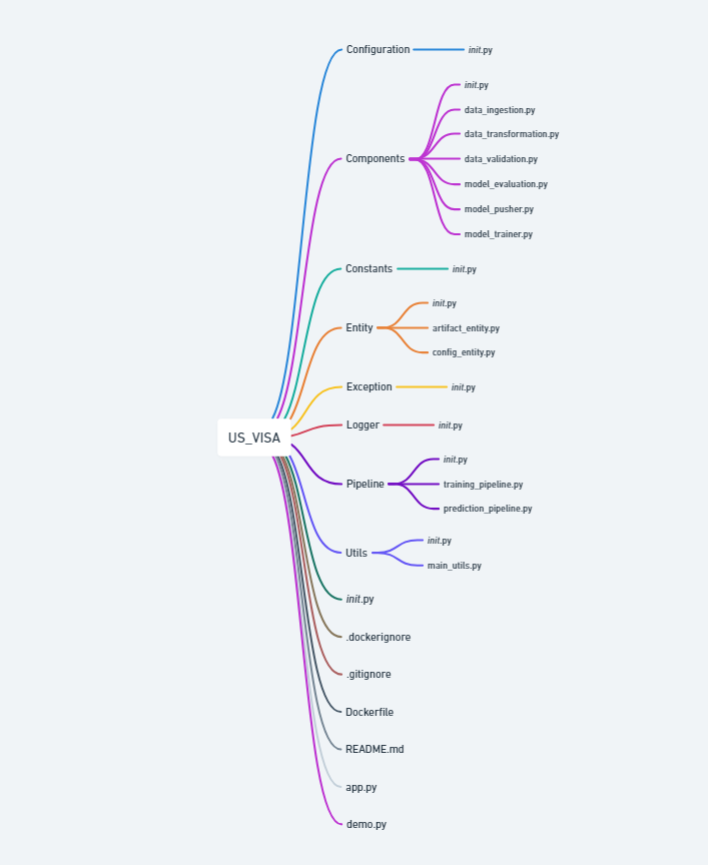 US_VISA
Configuration
init.py
Components
init.py
data_ingestion.py
data_transformation.py
data_validation.py
model_evaluation.py
model_pusher.py
model_trainer.py
Constants
init.py
Entity
init.py
artifact_entity.py
config_entity.py
Exception
init.py
Logger
init.py
Pipeline
init.py
training_pipeline.py
prediction_pipeline.py
Utils
init.py
main_utils.py
init.py
.dockerignore
.gitignore
Dockerfile
README.md
app.py
demo.py